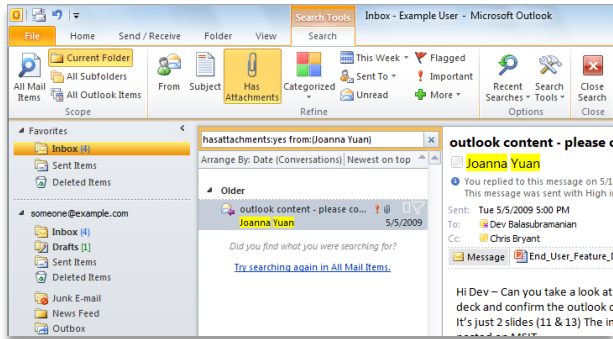 Search Tools Inbox - Example User - Microsoft Outlook
File Home Send / Receive Folder View Search
All Mail Items
Current Folder
All Subfolders
All Outlook Items
Scope
From
Subject
Has Attachments
Categorized
This Week
Sent To
Unread
Flagged
Important
More
Refine
Recent Searches
Search Tools
Options
Close Search
Close
Favorites
Inbox (4)
Sent Items
Deleted Items
someone@example.com
Inbox (4)
Drafts [1]
Sent Items
Deleted Items
Junk E-mail
News Feed
Outbox
hasattachments:yes from:(Joanna Yuan)
Arrange By: Date (Conversations) Newest on top
Older
outlook content - please co...
Joanna Yuan 5/5/2009
Did you find what you were searching for?
Try searching again in All Mail Items.
outlook content - please c
Joanna Yuan
You replied to this message on 5/1
This message was sent with High i
Sent: Tue 5/5/2009 5:00 PM
To: Dev Balasubramanian
Cc: Chris Bryant
Message End_User_Feature_D
Hi Dev – Can you take a look at
deck and confirm the outlook c
It's just 2 slides (11 & 13) The in